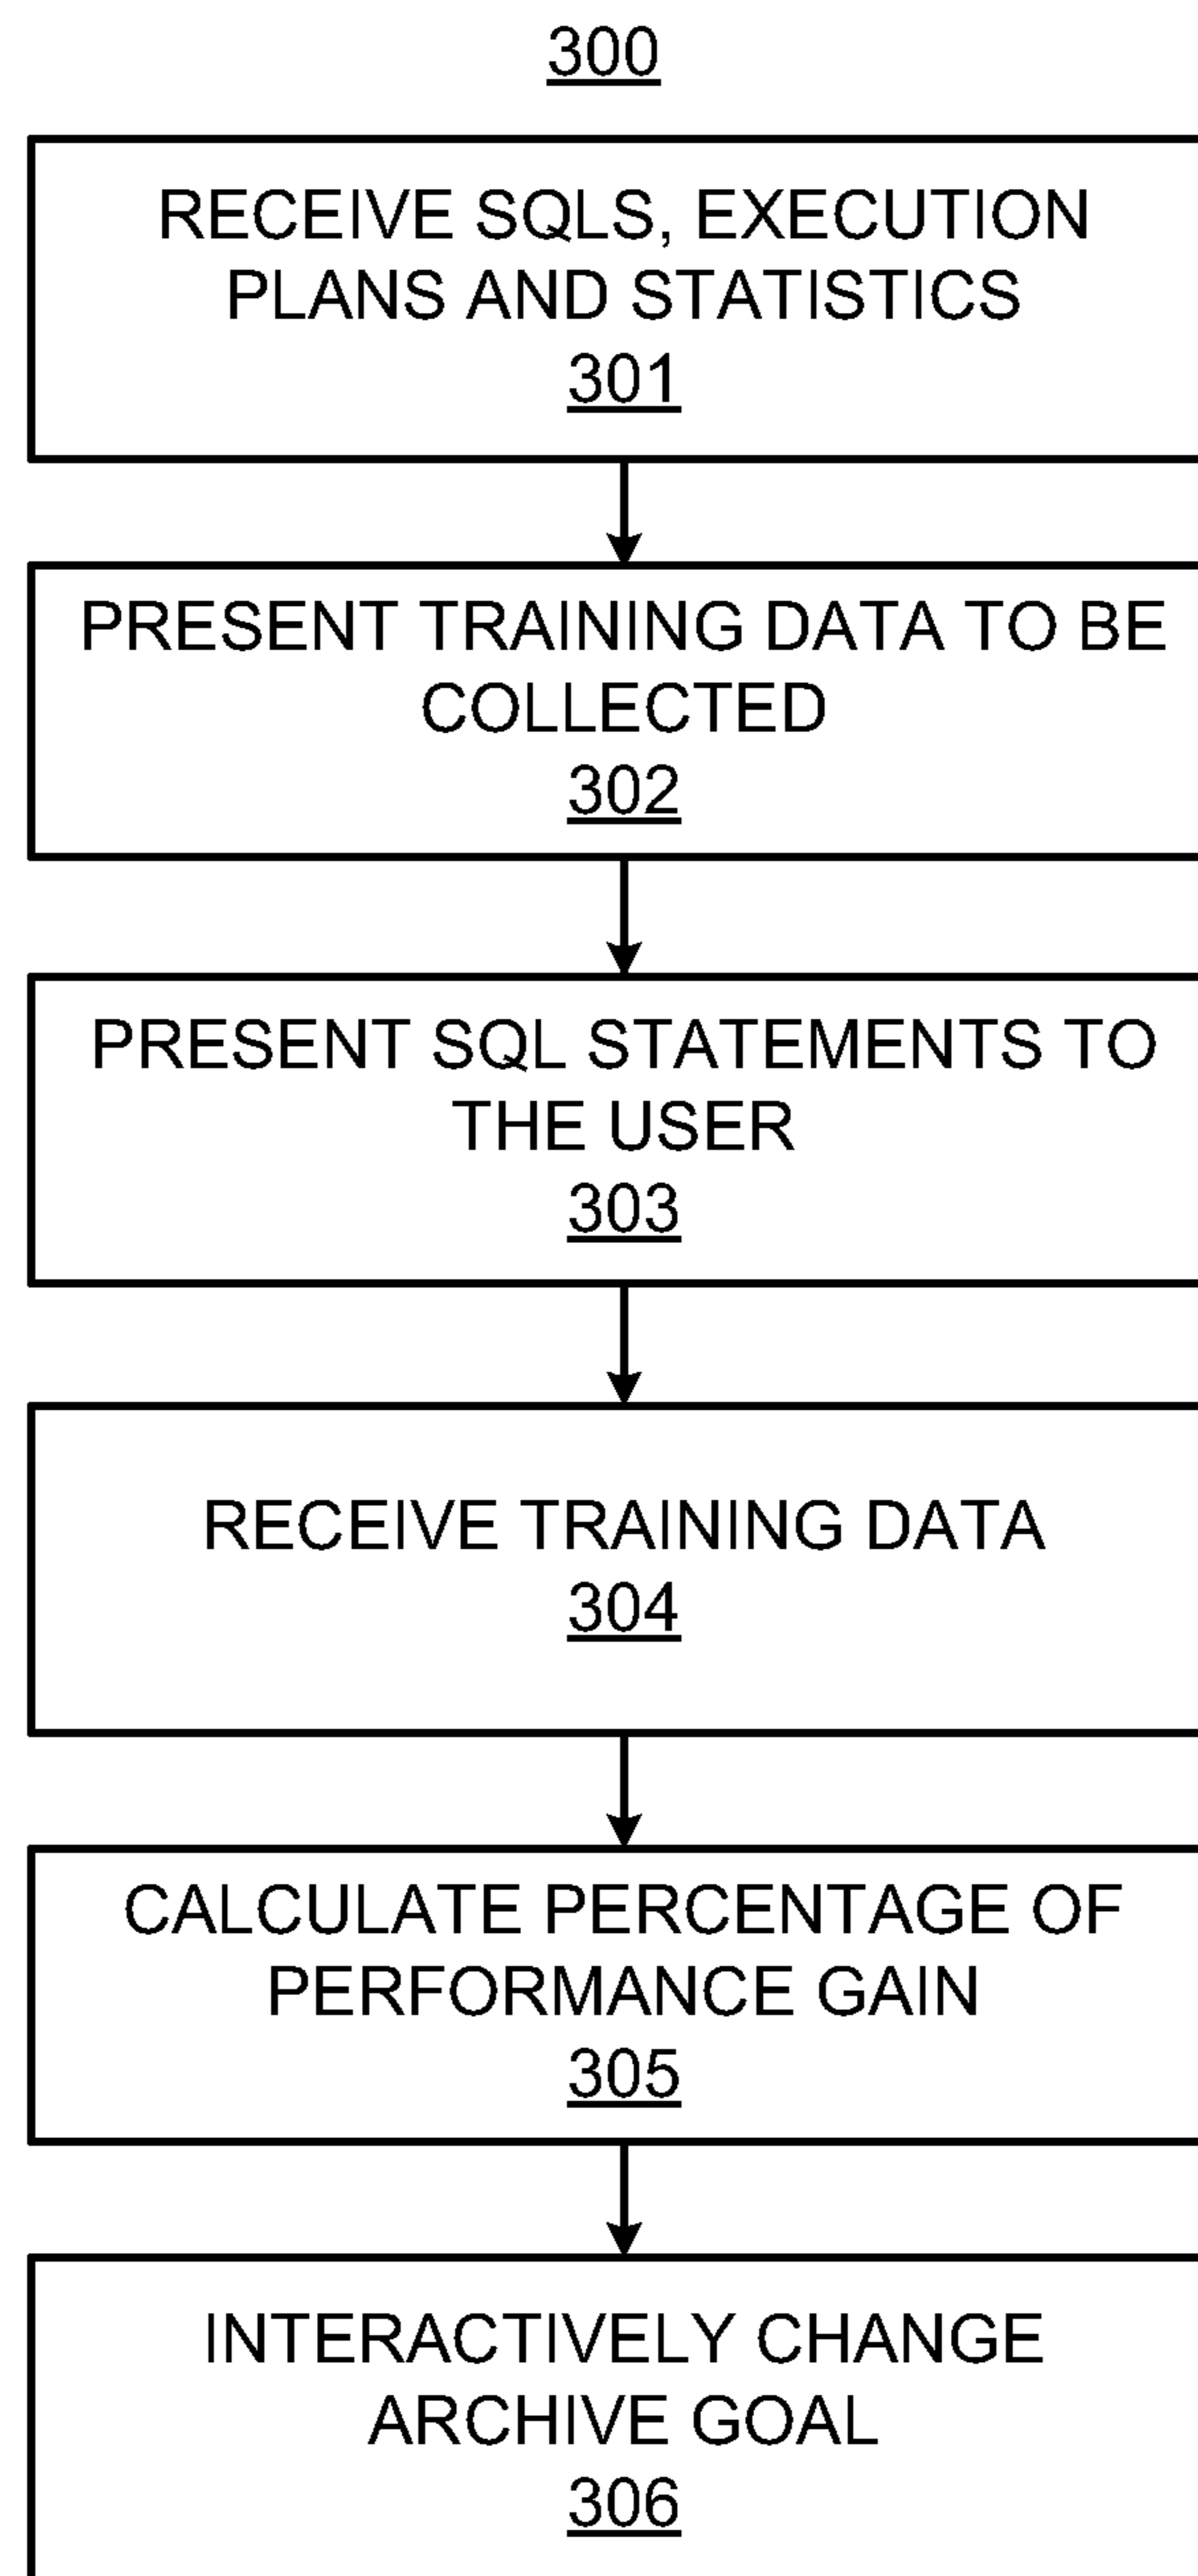 300
RECEIVE SQLS, EXECUTION
PLANS AND STATISTICS
301
PRESENT TRAINING DATA TO BE
COLLECTED
302
PRESENT SQL STATEMENTS TO
THE USER
303
RECEIVE TRAINING DATA
304
CALCULATE PERCENTAGE OF
PERFORMANCE GAIN
305
INTERACTIVELY CHANGE
ARCHIVE GOAL
306